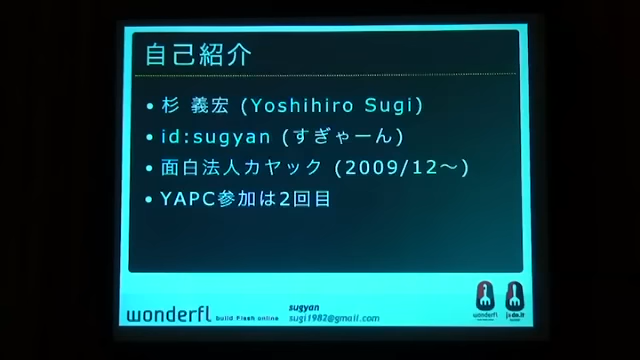 自己紹介
• 杉 義宏 (Yoshihiro Sugi)
• id:sugyan (すぎゃーん)
• 面白法人カヤック (2009/12〜)
• YAPC参加は2回目
wonderfl build Flash online
sugyan
sugi1982@gmail.com
wonderfl
jsdo.it